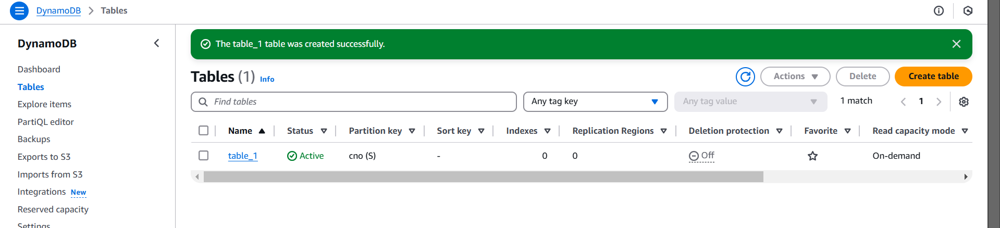 DynamoDB > Tables
DynamoDB
Dashboard
Tables
Explore items
PartiQL editor
Backups
Exports to S3
Imports from S3
Integrations New
Reserved capacity
Settings
The table_1 table was created successfully.
Tables (1) Info
Actions Delete Create table
Find tables Any tag key Any tag value 1 match 1
Name Status Partition key Sort key Indexes Replication Regions Deletion protection Favorite Read capacity mode
table_1 Active cno (S) - 0 0 Off On-demand